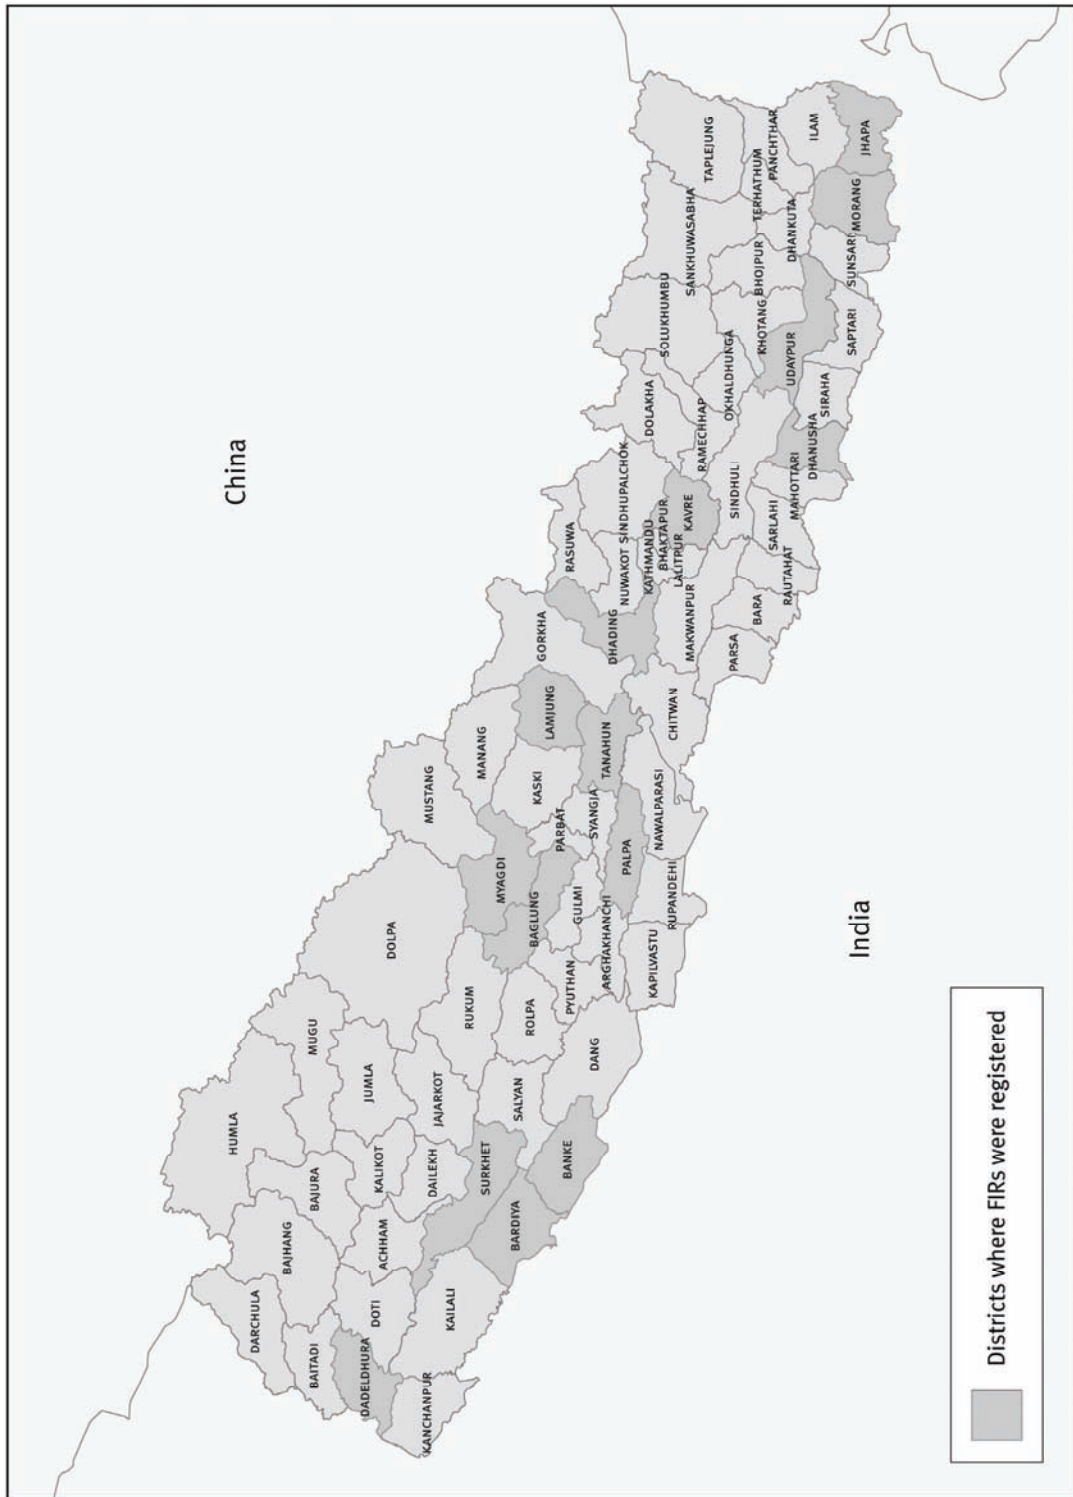 China
India
DARCHULA
BAJHANG
HUMLA
BAITADI
BAJURA
MUGU
DADELDHURA
DOTI
ACHHAM
KALIKOT
JUMLA
DOLPA
KANCHANPUR
KAILALI
DAILEKH
JAJARKOT
SURKHET
BARDIYA
BANKE
SALYAN
RUKUM
ROLPA
DANG
PYUTHAN
MUSTANG
MYAGDI
BAGLUNG
GULMI
ARGHAKHANCHI
KAPILVASTU
RUPANDEHI
PALPA
PARBAT
SYANGJA
KASKI
MANANG
LAMJUNG
TANAHUN
NAWALPARASI
CHITWAN
GORKHA
DHADING
RASUWA
NUWAKOT
SINDHUPALCHOK
KATHMANDU
BHAKTAPUR
LALITPUR
KAVRE
MAKWANPUR
PARSA
BARA
RAUTAHAT
SARLAHI
MAHOTTARI
DHANUSHA
SINDHULI
RAMECHHAP
DOLAKHA
OKHALDHUNGA
SOLUKHUMBU
KHOTANG
UDAYPUR
SIRAHA
SAPTARI
SANKHUWASABHA
BHOJPUR
DHANKUTA
TERHATHUM
SUNSARI
MORANG
TAPLEJUNG
PANCHTHAR
ILAM
JHAPA
Districts where FIRs were registered